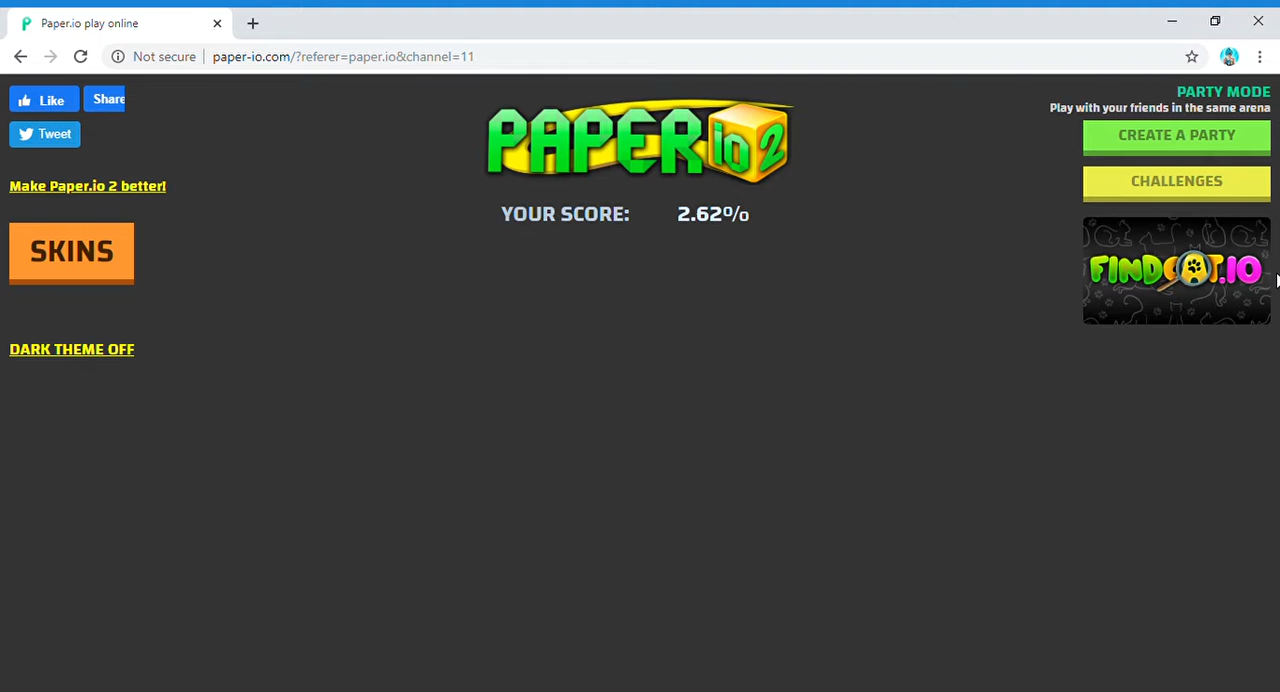 Paper.io play online
Not secure
paper-io.com/?referer=paper.io&channel=11
Like
Share
Tweet
Make Paper.io 2 better!
SKINS
DARK THEME OFF
PAPER io 2
YOUR SCORE: 2.62%
PARTY MODE
Play with your friends in the same arena
CREATE A PARTY
CHALLENGES
FINDCAT.IO